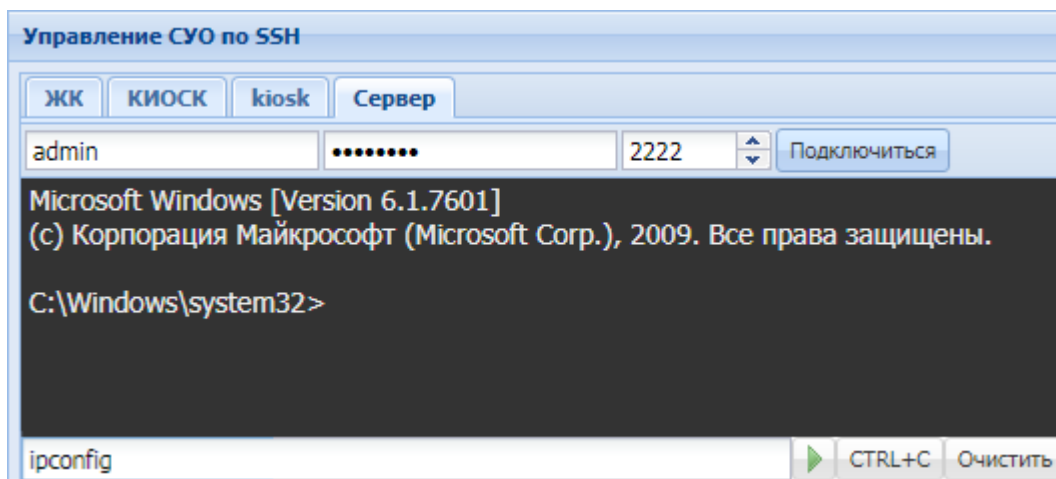 Управление СУО по SSH
ЖК КИОСК kiosk Сервер
admin •••••••• 2222 Подключиться
Microsoft Windows [Version 6.1.7601]
(c) Корпорация Майкрософт (Microsoft Corp.), 2009. Все права защищены.
C:\Windows\system32>
ipconfig CTRL+C Очистить